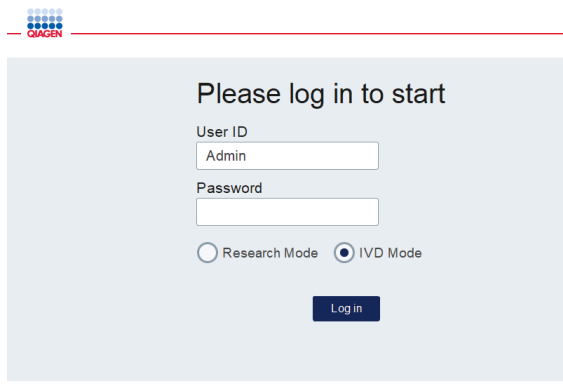 QIAGEN
Please log in to start
User ID
Admin
Password
Research Mode IVD Mode
Log in